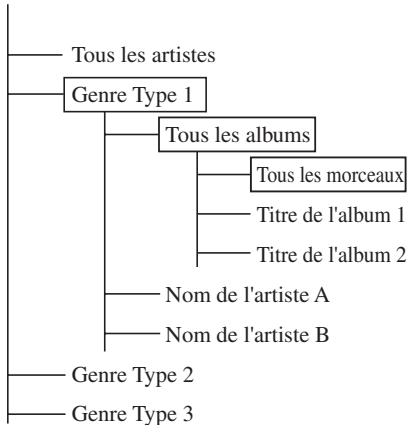 Tous les artistes
Genre Type 1
Tous les albums
Tous les morceaux
Titre de l'album 1
Titre de l'album 2
Nom de l'artiste A
Nom de l'artiste B
Genre Type 2
Genre Type 3